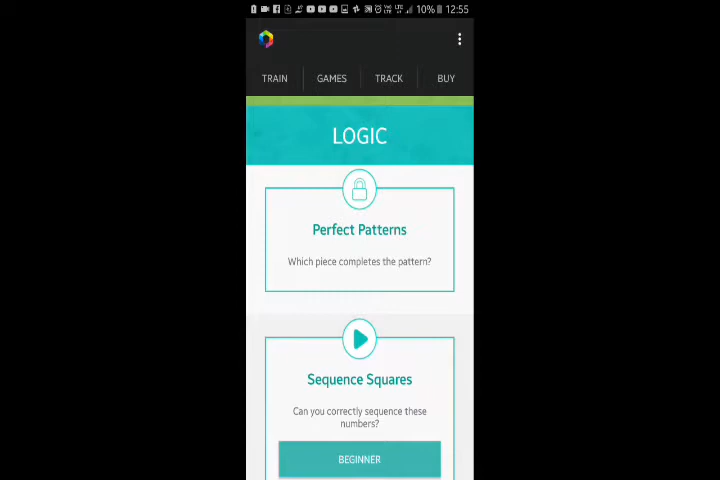 10% 12:55
TRAIN GAMES TRACK BUY
LOGIC
Perfect Patterns
Which piece completes the pattern?
Sequence Squares
Can you correctly sequence these
numbers?
BEGINNER